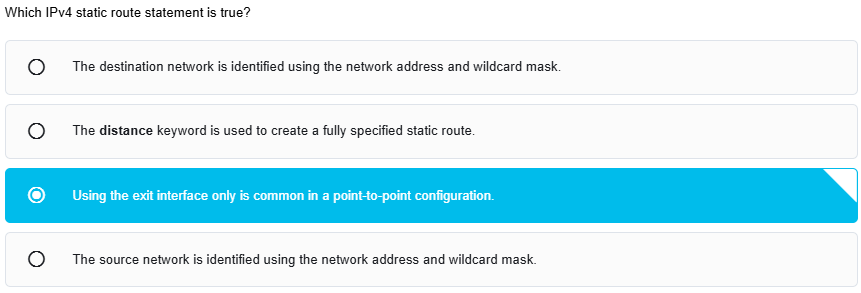 Which IPv4 static route statement is true?
The destination network is identified using the network address and wildcard mask.
The distance keyword is used to create a fully specified static route.
Using the exit interface only is common in a point-to-point configuration.
The source network is identified using the network address and wildcard mask.